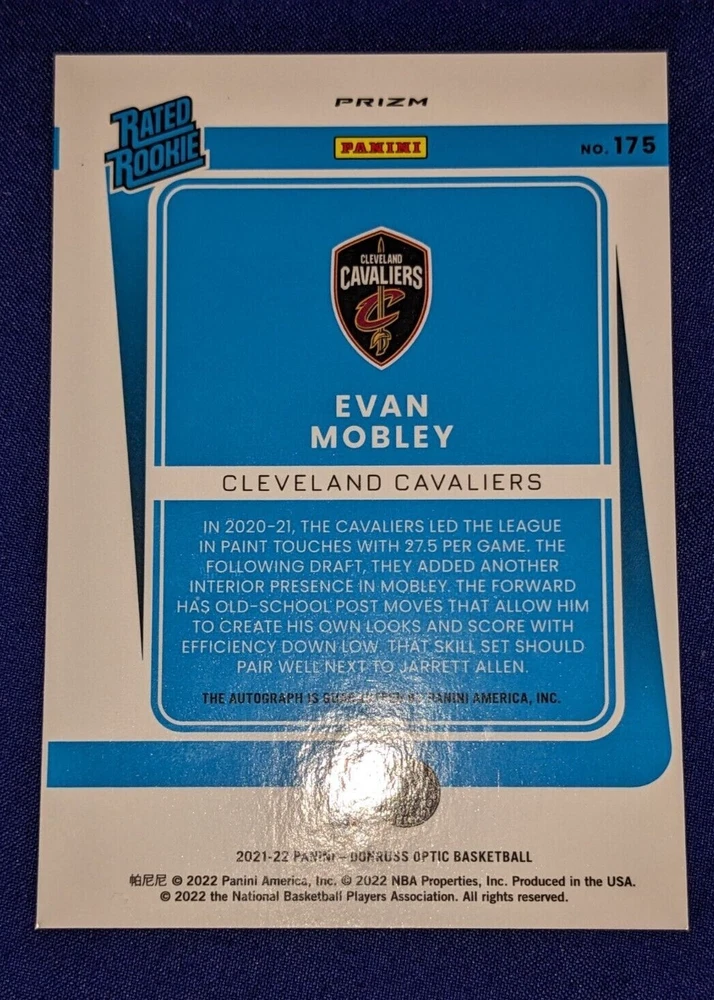 PRIZM
RATED
ROOKIE
PANINI
NO. 175
CLEVELAND
CAVALIERS
C
EVAN
MOBLEY
CLEVELAND CAVALIERS
IN 2020-21, THE CAVALIERS LED THE LEAGUE
IN PAINT TOUCHES WITH 27.5 PER GAME. THE
FOLLOWING DRAFT, THEY ADDED ANOTHER
INTERIOR PRESENCE IN MOBLEY. THE FORWARD
HAS OLD-SCHOOL POST MOVES THAT ALLOW HIM
TO CREATE HIS OWN LOOKS AND SCORE WITH
EFFICIENCY DOWN LOW. THAT SKILL SET SHOULD
PAIR WELL NEXT TO JARRETT ALLEN.
THE AUTOGRAPH IS GUARANTEED BY PANINI AMERICA, INC.
2021-22 PANINI – DONRUSS OPTIC BASKETBALL
帕尼尼 © 2022 Panini America, Inc. © 2022 NBA Properties, Inc. Produced in the USA.
© 2022 the National Basketball Players Association. All rights reserved.